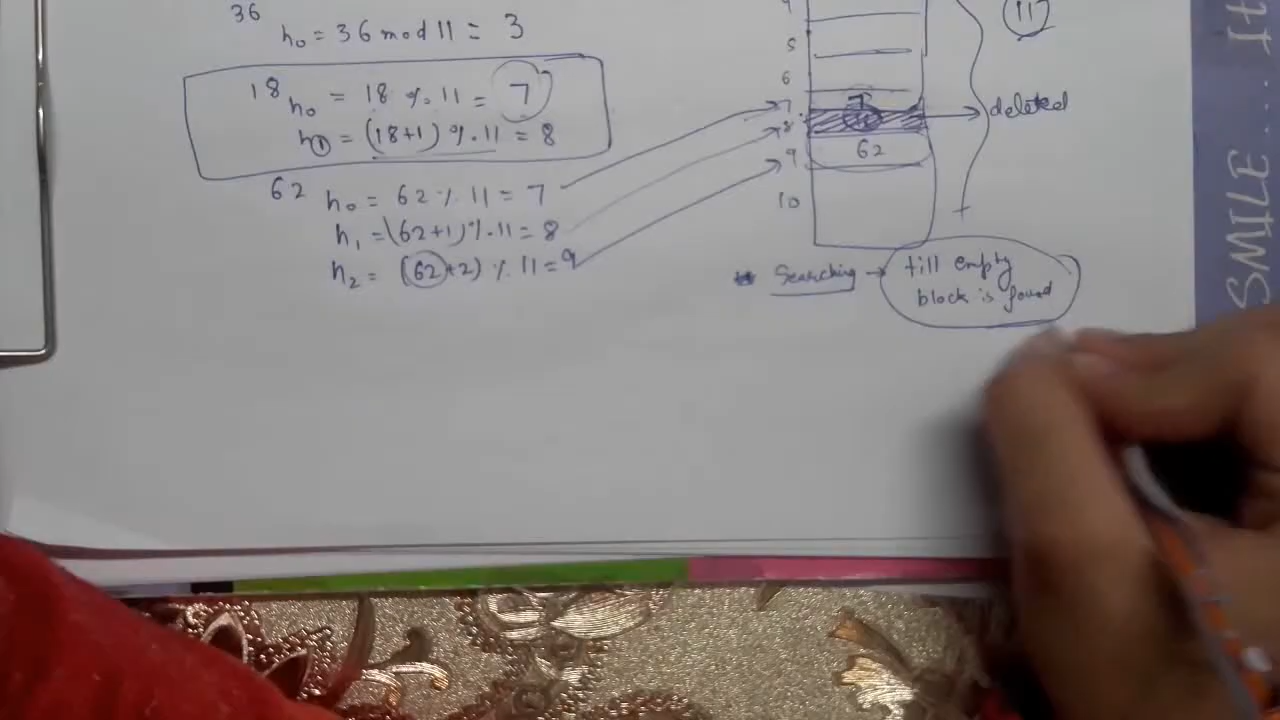 36
h₀ = 36 mod 11 = 3
18 h₀ = 18 %. 11 = 7
h₁ = (18+1) %. 11 = 8
62 h₀ = 62 %. 11 = 7
h₁ = (62+1) %. 11 = 8
h₂ = (62+2) %. 11 = 9
11
5
6
7
8
deleted
9
62
10
Searching → till empty
block is found
SMILE....It